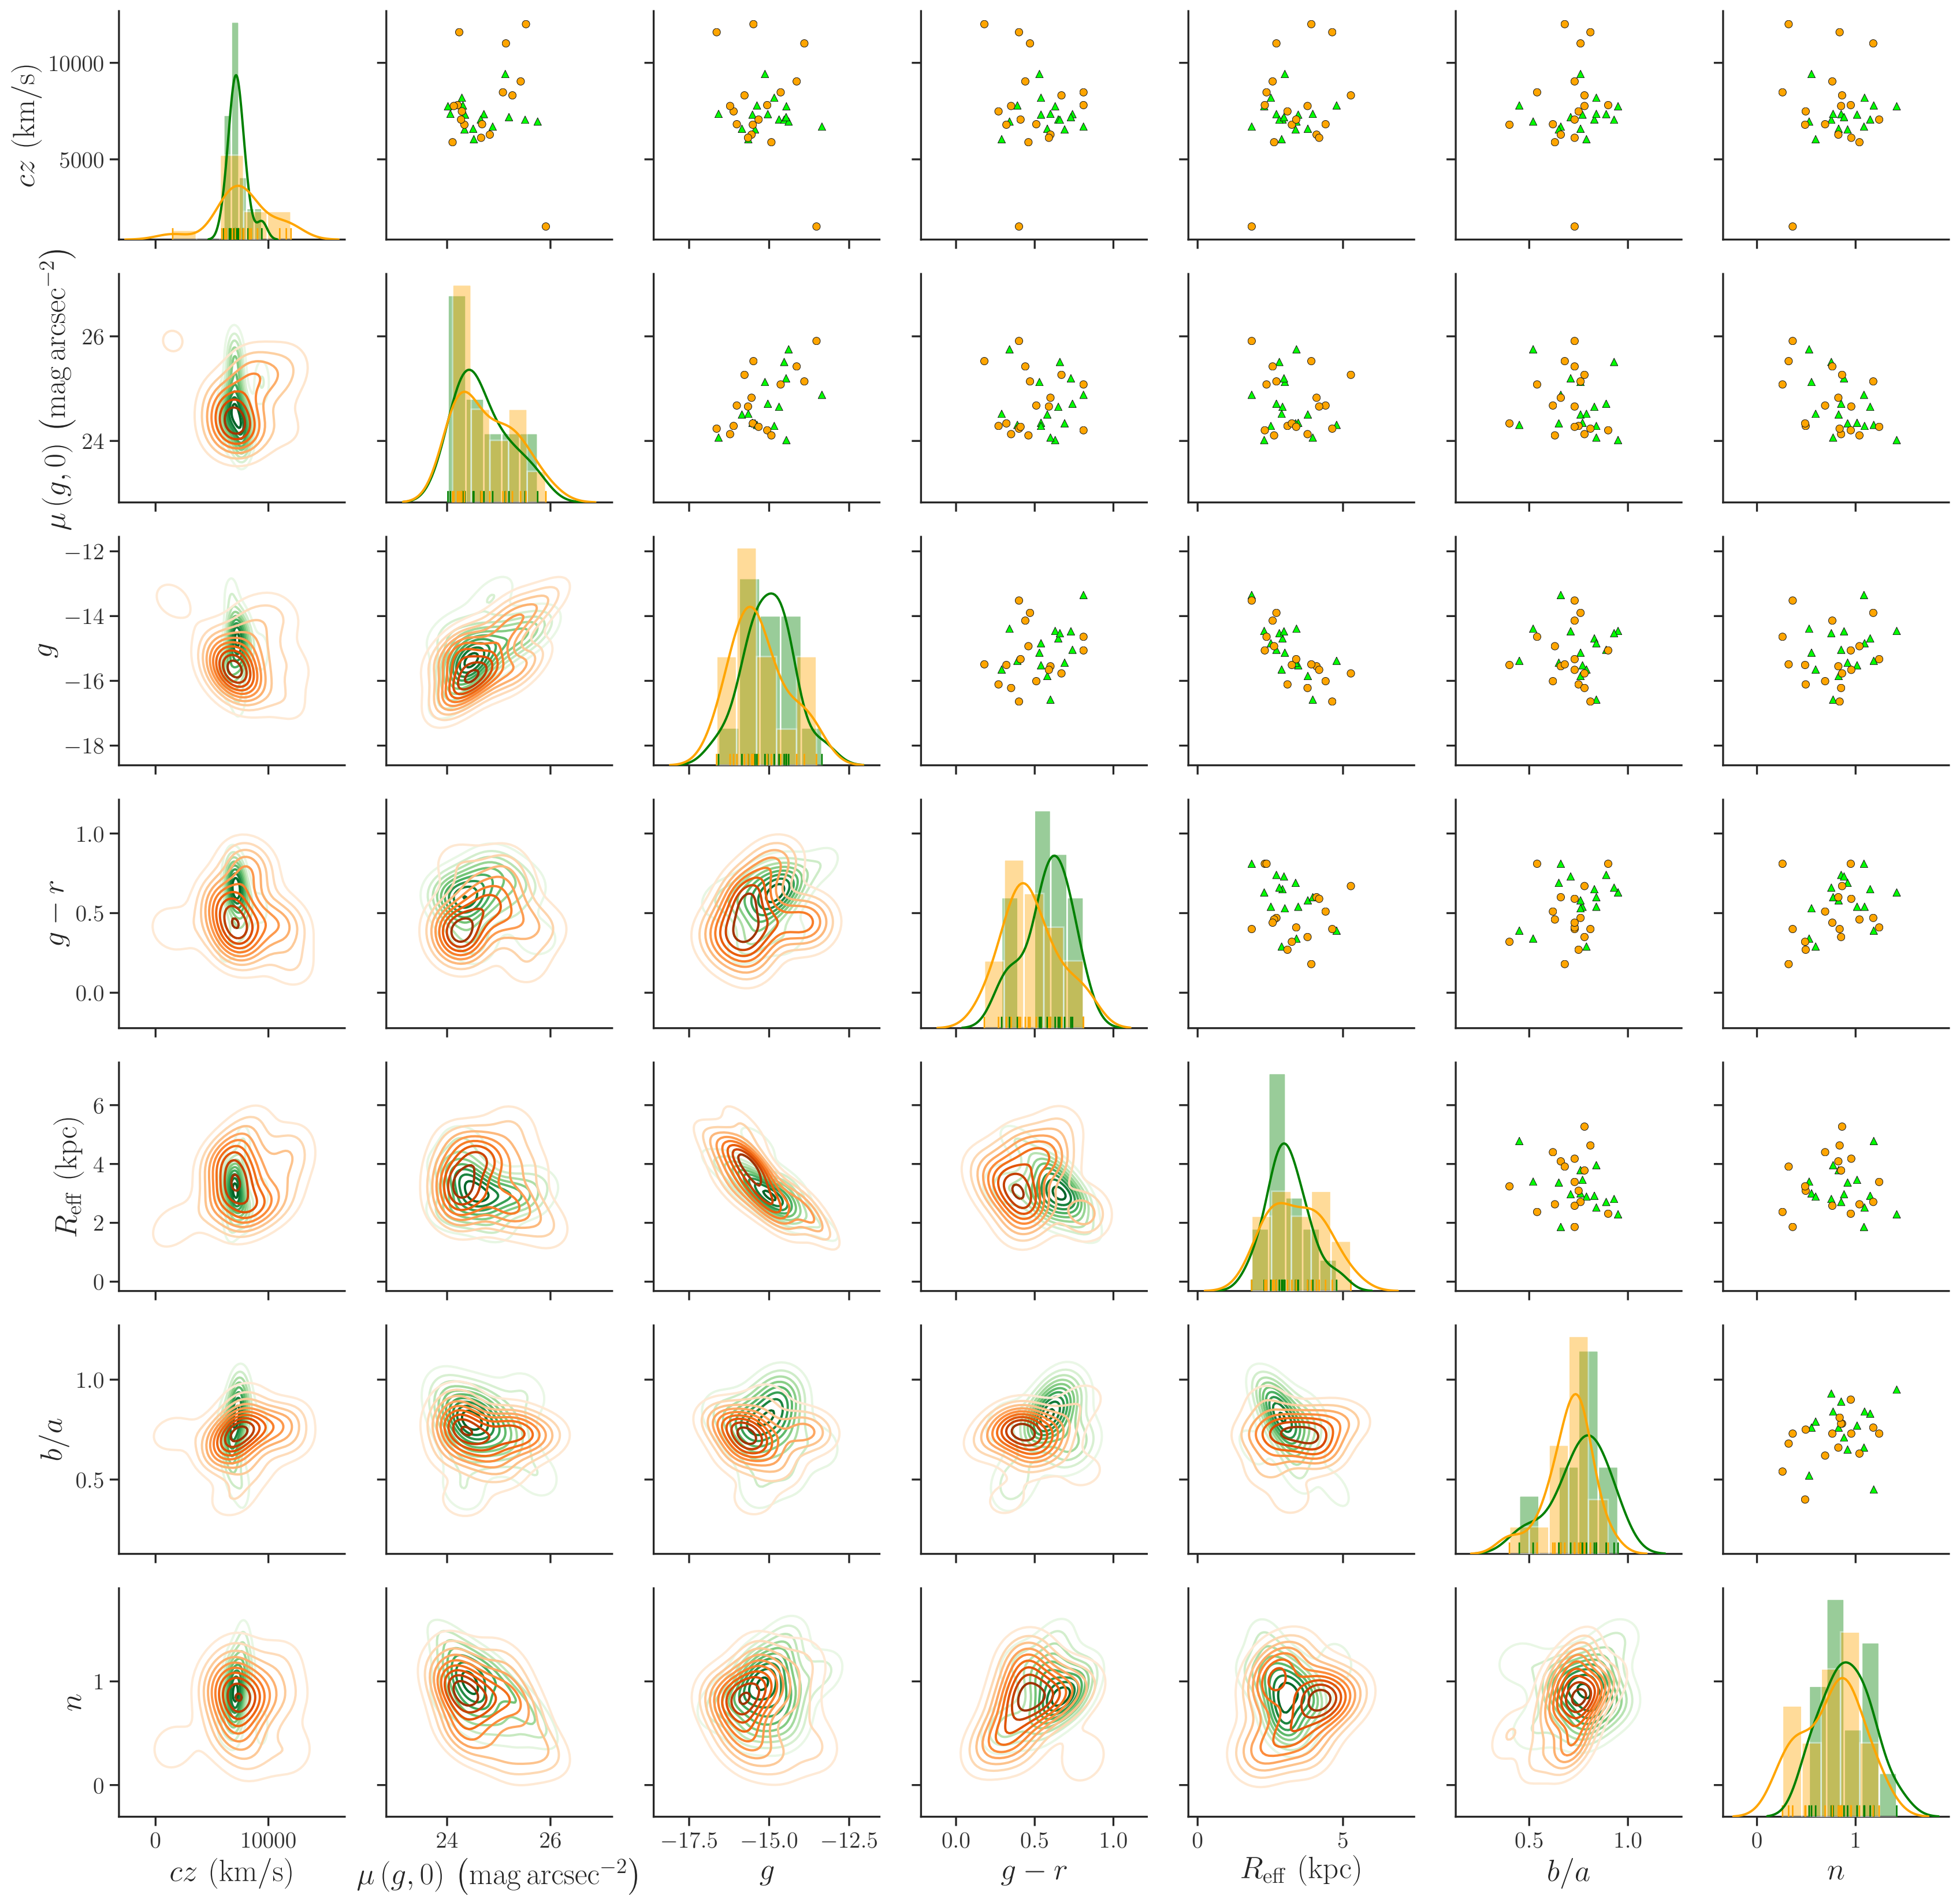 cz (km/s)
10000
5000
μ (g, 0) (mag arcsec−2)
26
24
g
−12
−14
−16
−18
g − r
1.0
0.5
0.0
Reff (kpc)
6
4
2
0
b/a
1.0
0.5
n
1
0
0 10000 24 26 −17.5 −15.0 −12.5 0.0 0.5 1.0 0 5 0.5 1.0 0 1
cz (km/s) μ (g, 0) (mag arcsec−2) g g − r Reff (kpc) b/a n